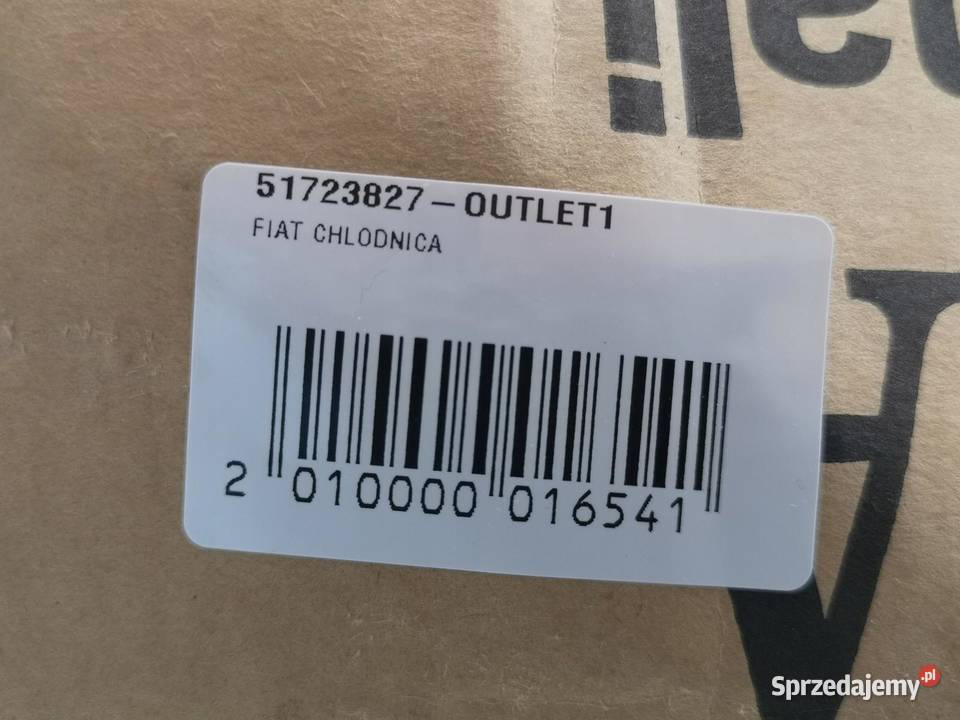 51723827-OUTLET1
FIAT CHLODNICA
2 010000 016541
Sprzedajemy.pl